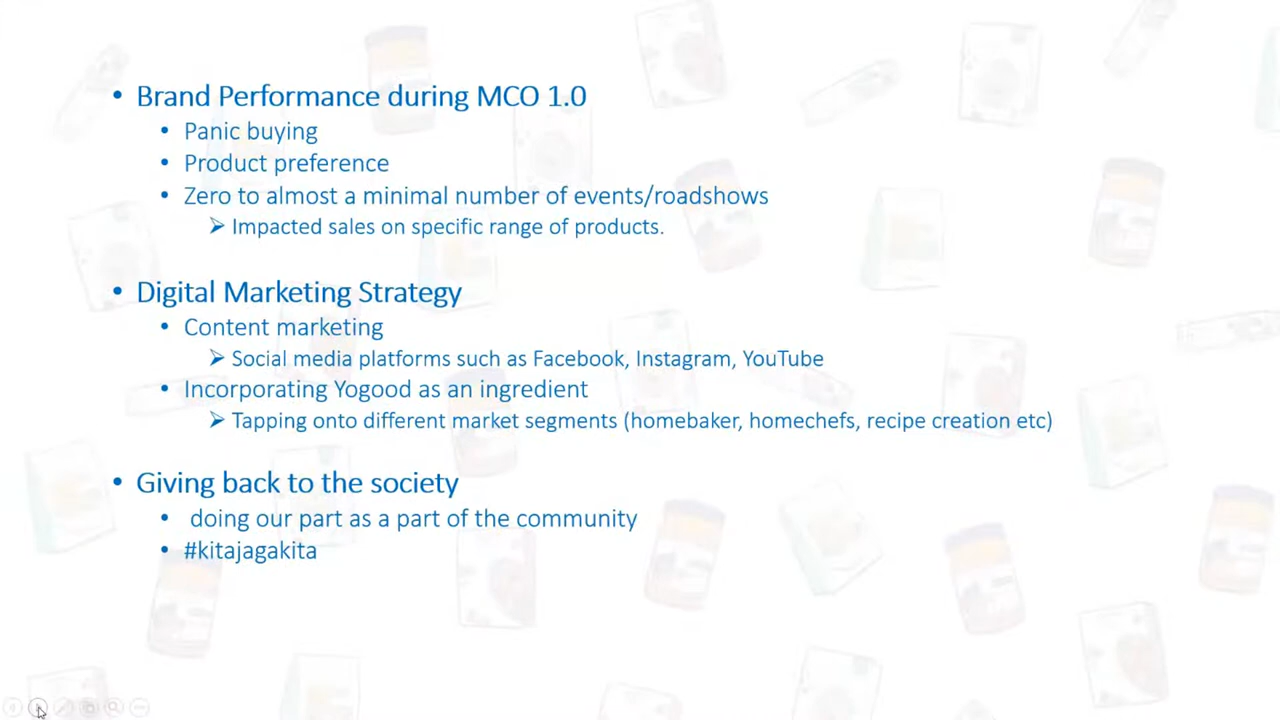 • Brand Performance during MCO 1.0
• Panic buying
• Product preference
• Zero to almost a minimal number of events/roadshows
➢ Impacted sales on specific range of products.
• Digital Marketing Strategy
• Content marketing
➢ Social media platforms such as Facebook, Instagram, YouTube
• Incorporating Yogood as an ingredient
➢ Tapping onto different market segments (homebaker, homechefs, recipe creation etc)
• Giving back to the society
• doing our part as a part of the community
• #kitajagakita